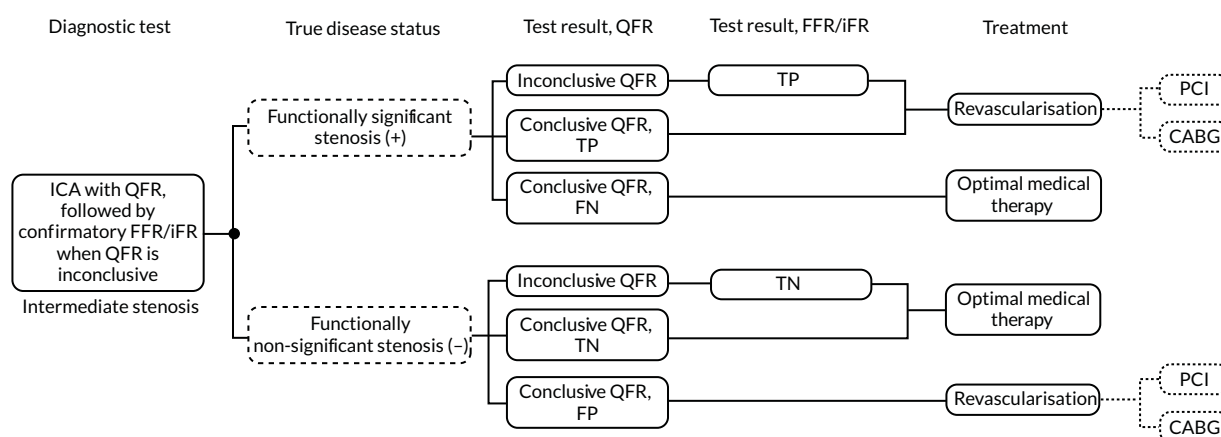 Diagnostic test
True disease status
Test result, QFR
Test result, FFR/iFR
Treatment
ICA with QFR,
followed by
confirmatory FFR/iFR
when QFR is
inconclusive
Intermediate stenosis
Functionally significant
stenosis (+)
Inconclusive QFR
TP
Conclusive QFR,
TP
Revascularisation
PCI
CABG
Conclusive QFR,
FN
Optimal medical
therapy
Functionally
non-significant stenosis (–)
Inconclusive QFR
TN
Conclusive QFR,
TN
Optimal medical
therapy
Conclusive QFR,
FP
Revascularisation
PCI
CABG